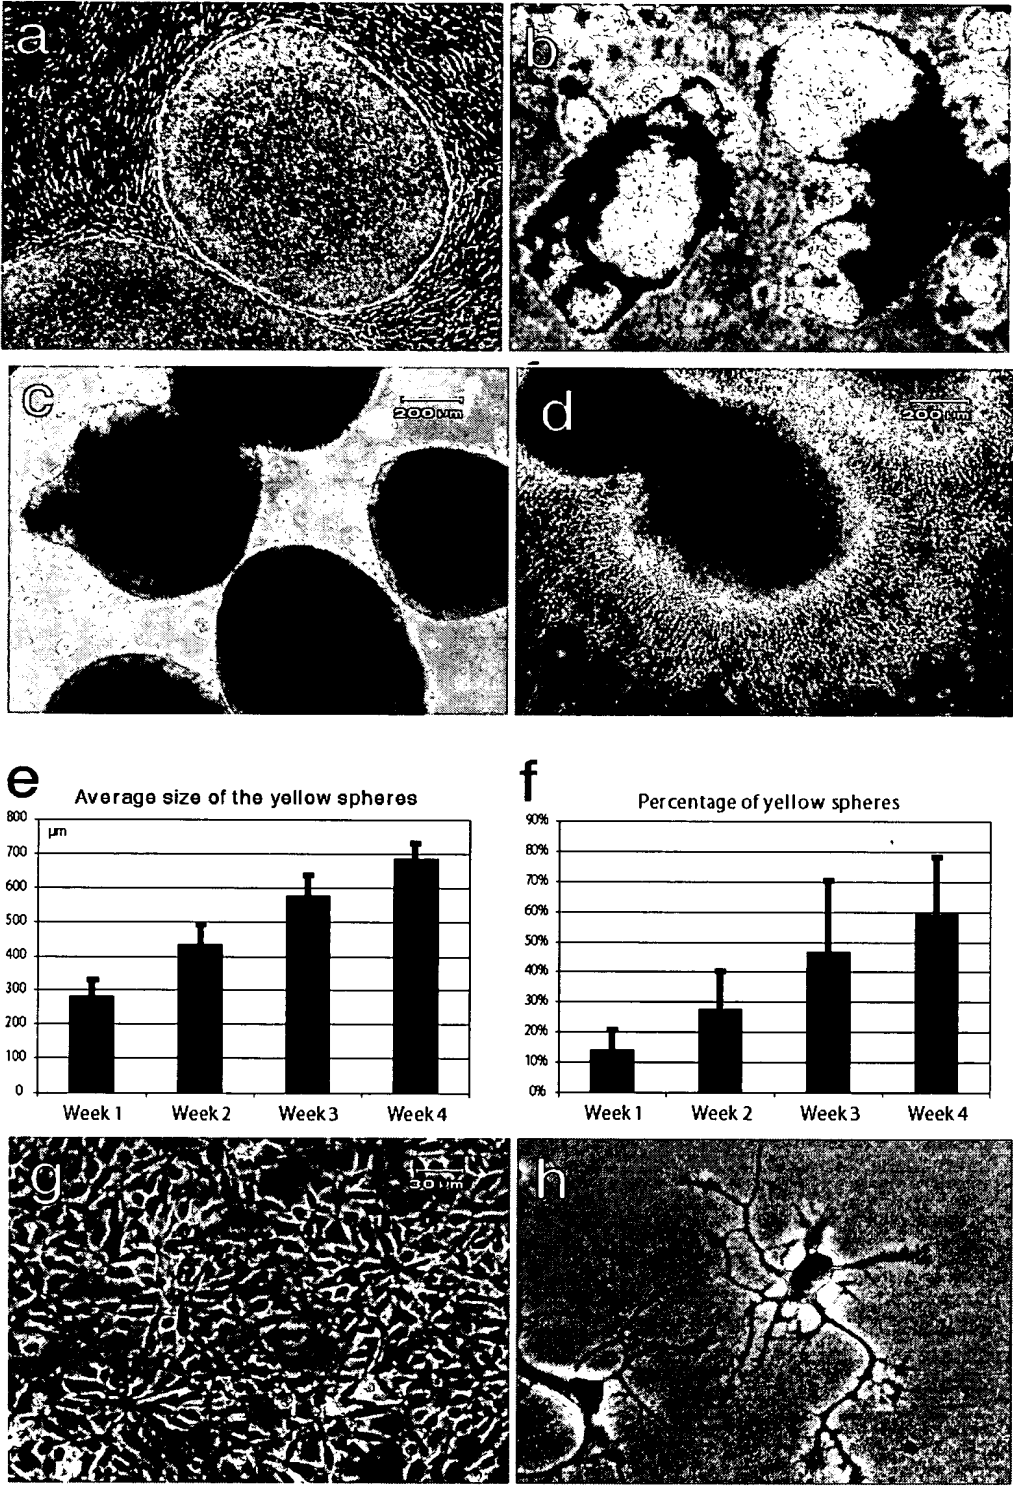 a
b
c
200 µm
d
200 µm
e
Average size of the yellow spheres
µm
800
700
600
500
400
300
200
100
0
Week 1 Week 2 Week 3 Week 4
f
Percentage of yellow spheres
90%
80%
70%
60%
50%
40%
30%
20%
10%
0%
Week 1 Week 2 Week 3 Week 4
g
30 µm
h